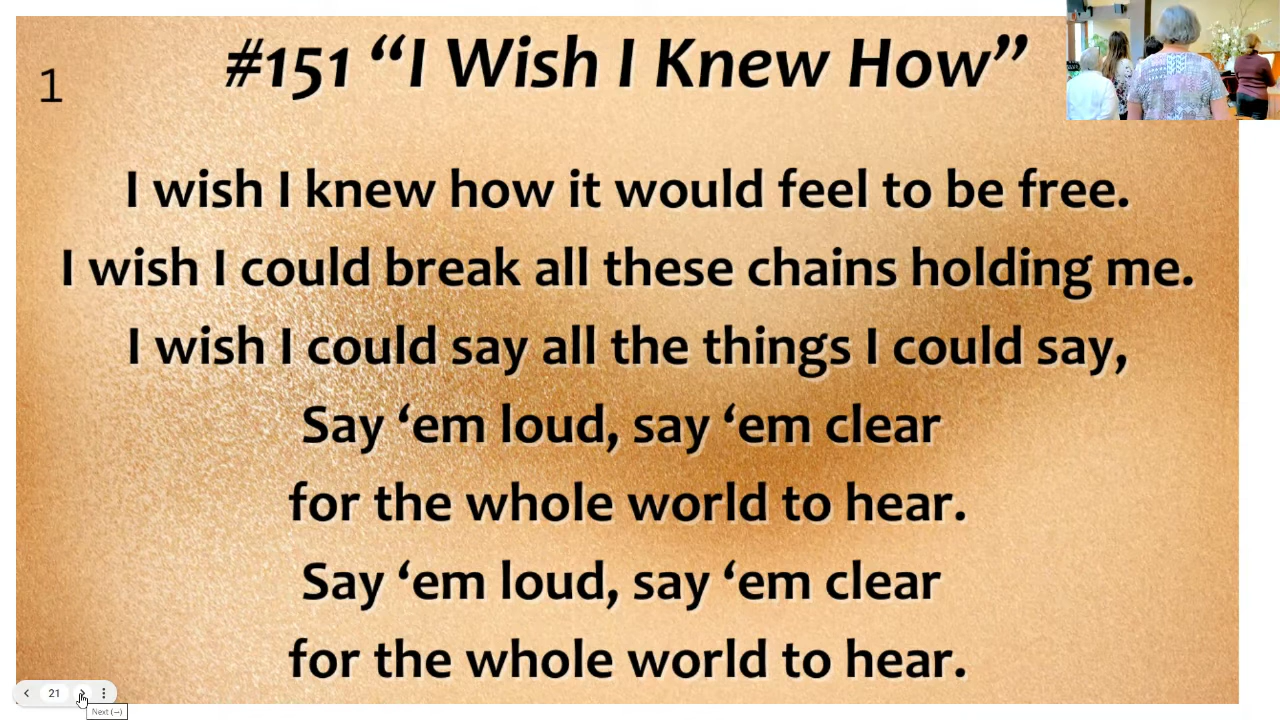 #151 “I Wish I Knew How”
1
I wish I knew how it would feel to be free.
I wish I could break all these chains holding me.
I wish I could say all the things I could say,
Say ‘em loud, say ‘em clear
for the whole world to hear.
Say ‘em loud, say ‘em clear
for the whole world to hear.
21
Next (→)